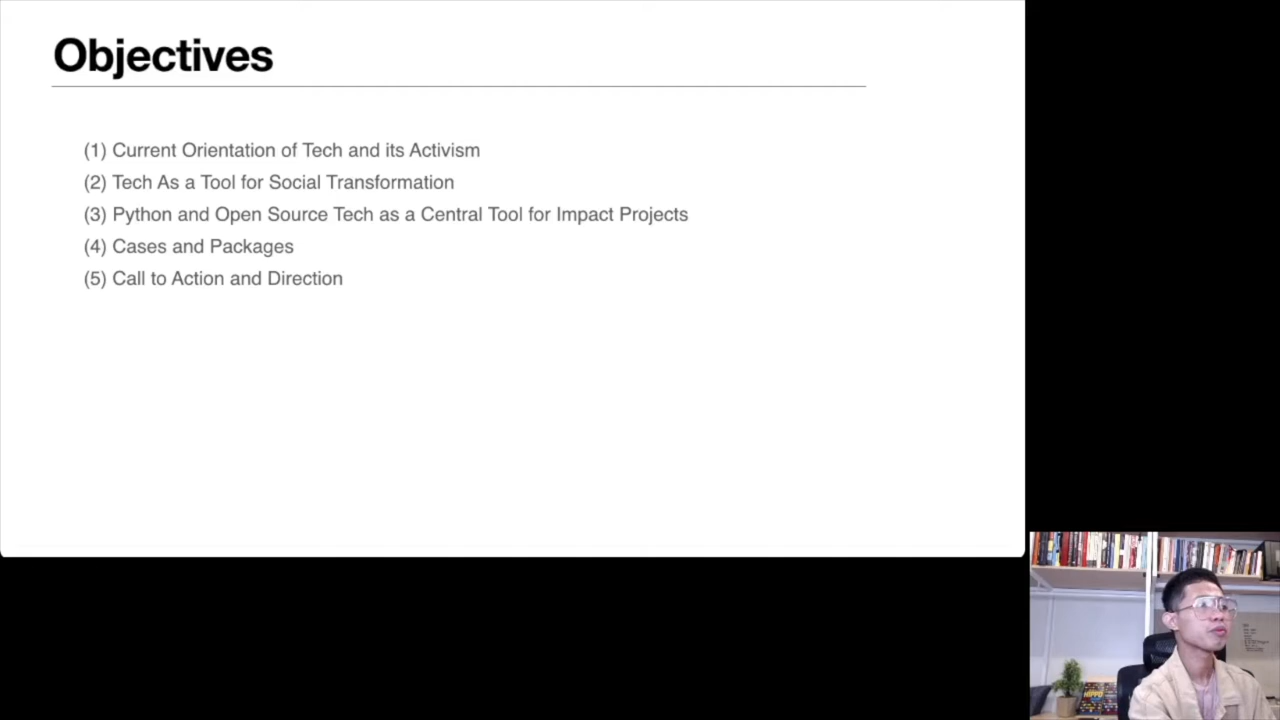 Objectives
(1) Current Orientation of Tech and its Activism
(2) Tech As a Tool for Social Transformation
(3) Python and Open Source Tech as a Central Tool for Impact Projects
(4) Cases and Packages
(5) Call to Action and Direction